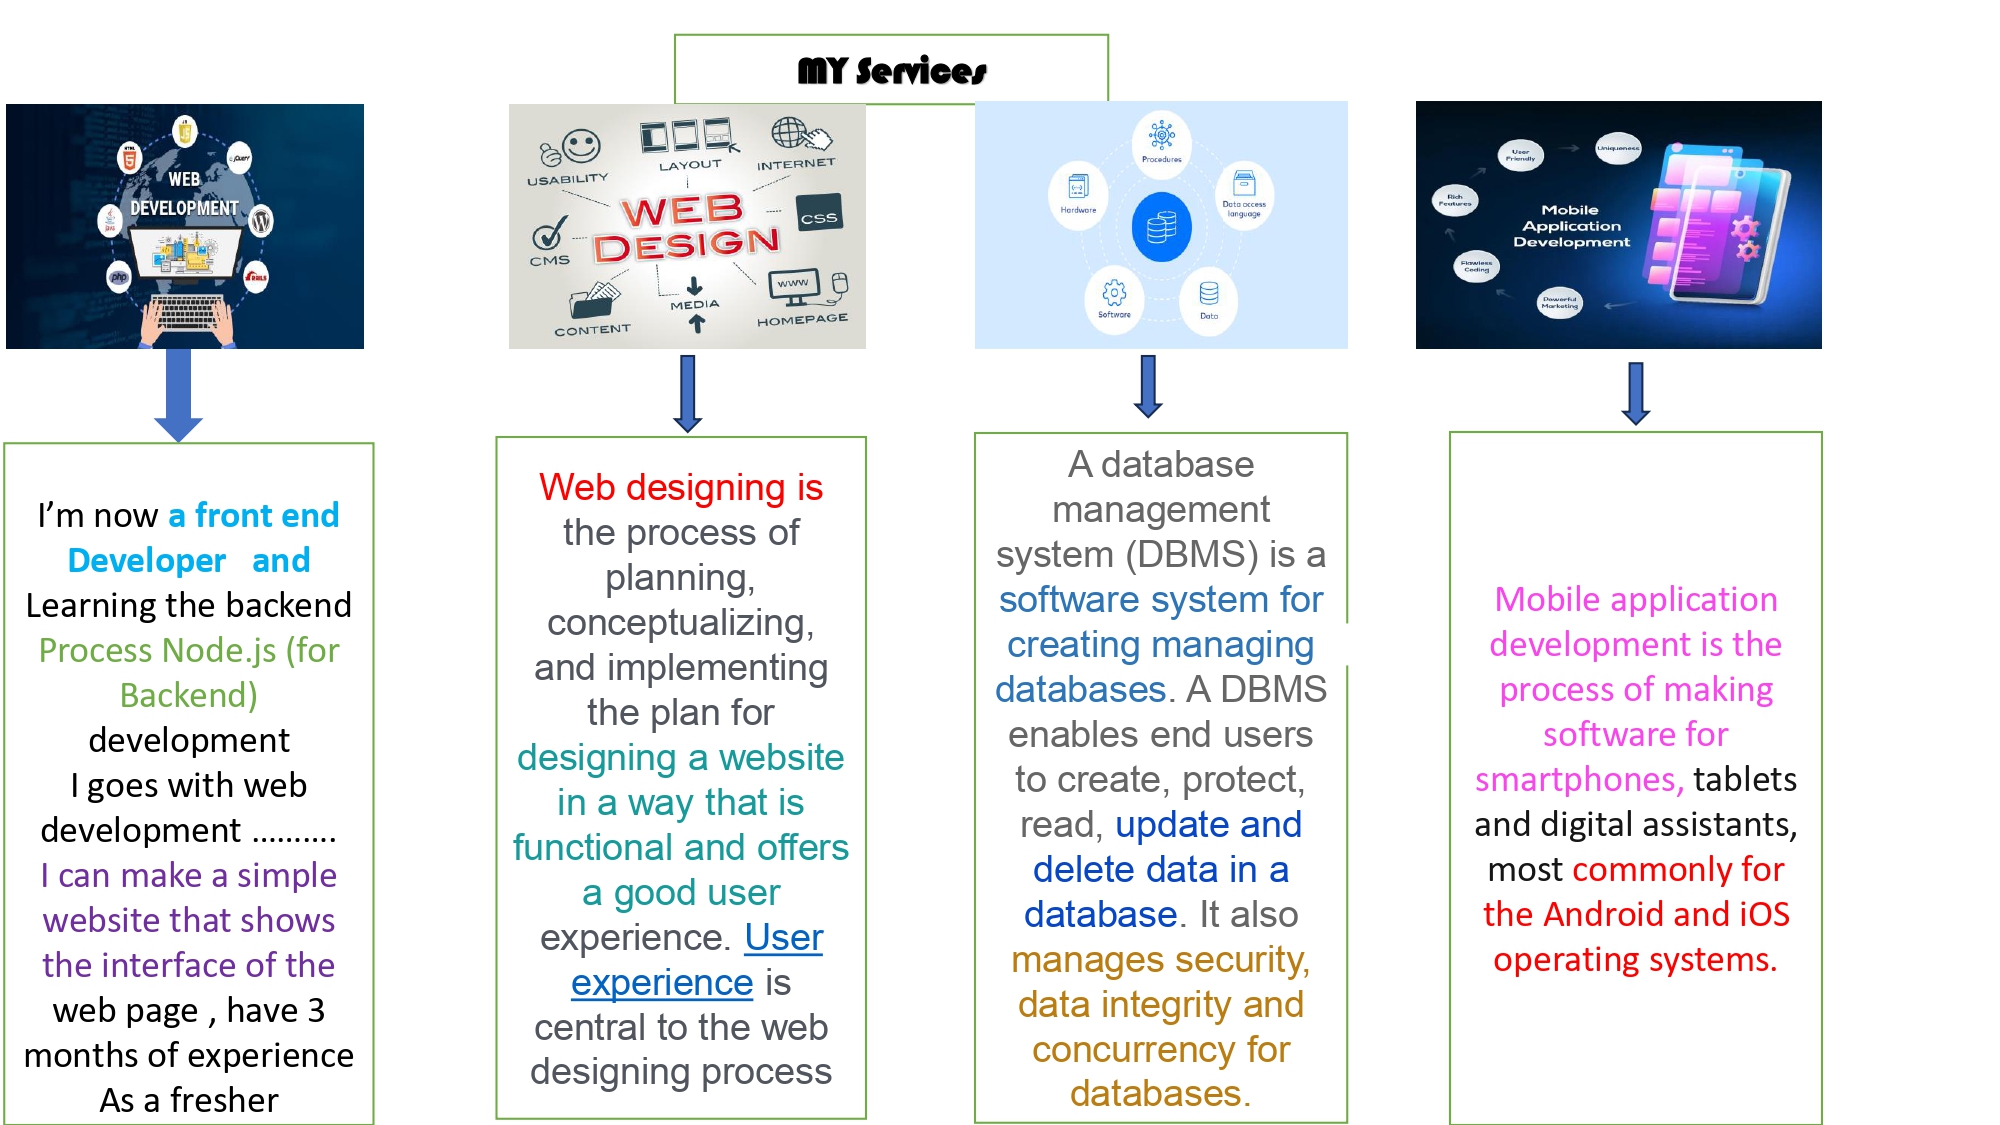 MY Services
HTML
5
JS
jQuery
WEB
DEVELOPMENT
php
RAILS
USABILITY
LAYOUT
INTERNET
WEB
DESIGN
CSS
CMS
CONTENT
MEDIA
WWW
HOMEPAGE
Procedures
Hardware
Data access
language
Software
Data
User
Friendly
Uniqueness
Rich
Features
Mobile
Application
Development
Flawless
Coding
Powerful
Marketing
I’m now a front end
Developer and
Learning the backend
Process Node.js (for
Backend)
development
I goes with web
development ……….
I can make a simple
website that shows
the interface of the
web page , have 3
months of experience
As a fresher
Web designing is
the process of
planning,
conceptualizing,
and implementing
the plan for
designing a website
in a way that is
functional and offers
a good user
experience. User
experience is
central to the web
designing process
A database
management
system (DBMS) is a
software system for
creating managing
databases. A DBMS
enables end users
to create, protect,
read, update and
delete data in a
database. It also
manages security,
data integrity and
concurrency for
databases.
Mobile application
development is the
process of making
software for
smartphones, tablets
and digital assistants,
most commonly for
the Android and iOS
operating systems.